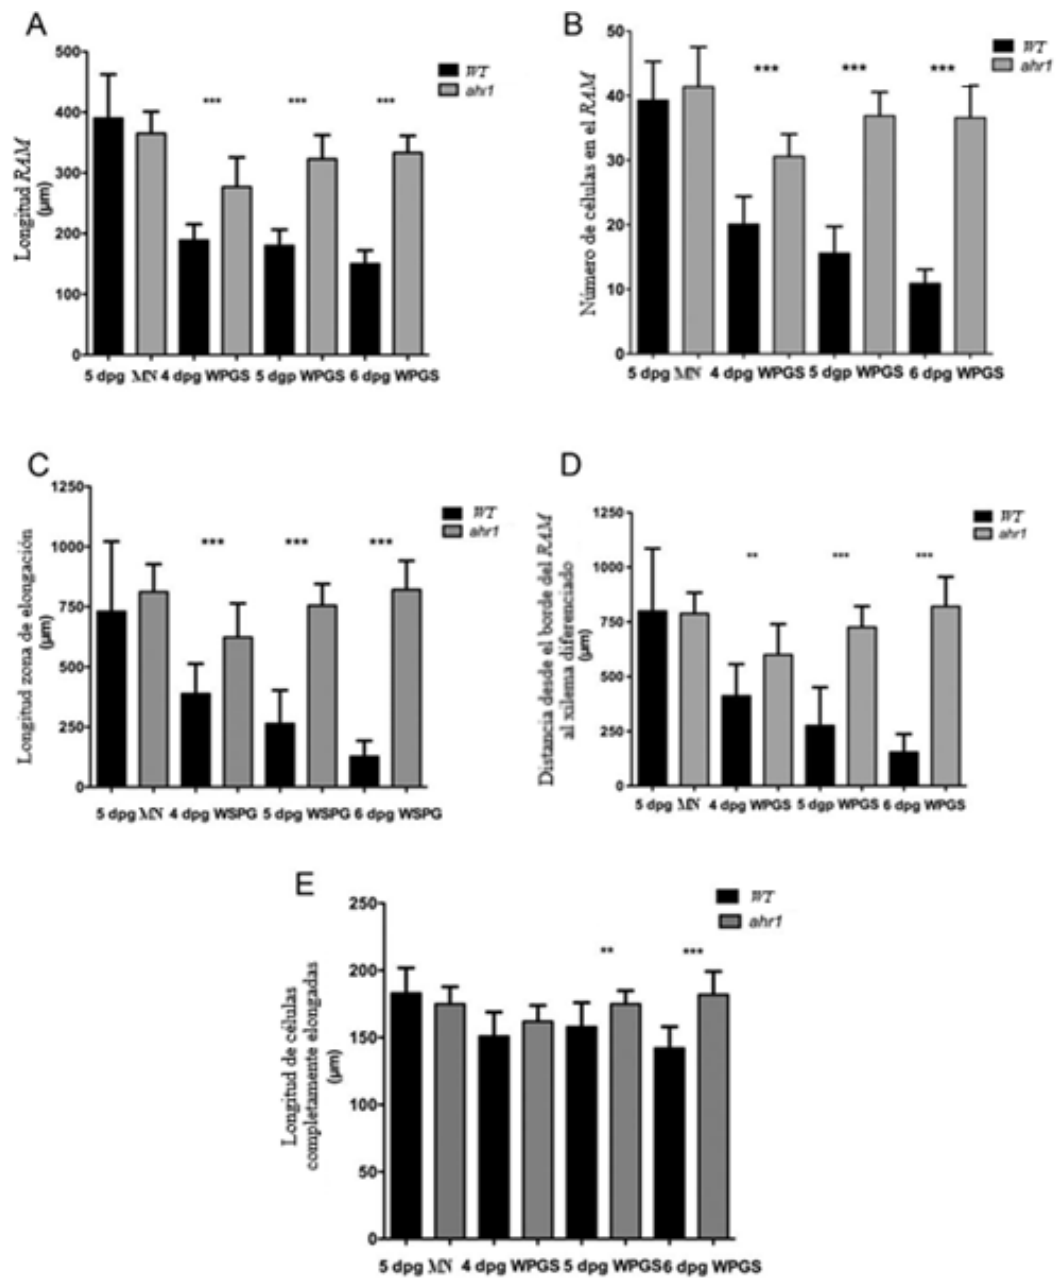 A
500
400
300
200
100
0
Longitud RAM
(µm)
WT
ahr1
***
***
***
5 dpg MN 4 dpg WPGS 5 dgp WPGS 6 dpg WPGS
B
50
40
30
20
10
0
Número de células en el RAM
WT
ahr1
***
***
***
5 dpg MN 4 dpg WPGS 5 dgp WPGS 6 dpg WPGS
C
1250
1000
750
500
250
0
Longitud zona de elongación
(µm)
WT
ahr1
***
***
***
5 dpg MN 4 dpg WSPG 5 dpg WSPG 6 dpg WSPG
D
1250
1000
750
500
250
0
Distancia desde el borde del RAM
al xilema diferenciado
(µm)
WT
ahr1
**
***
***
5 dpg MN 4 dpg WPGS 5 dgp WPGS 6 dpg WPGS
E
250
200
150
100
50
0
Longitud de células
completamente elongadas
(µm)
WT
ahr1
**
***
5 dpg MN 4 dpg WPGS 5 dpg WPGS 6 dpg WPGS